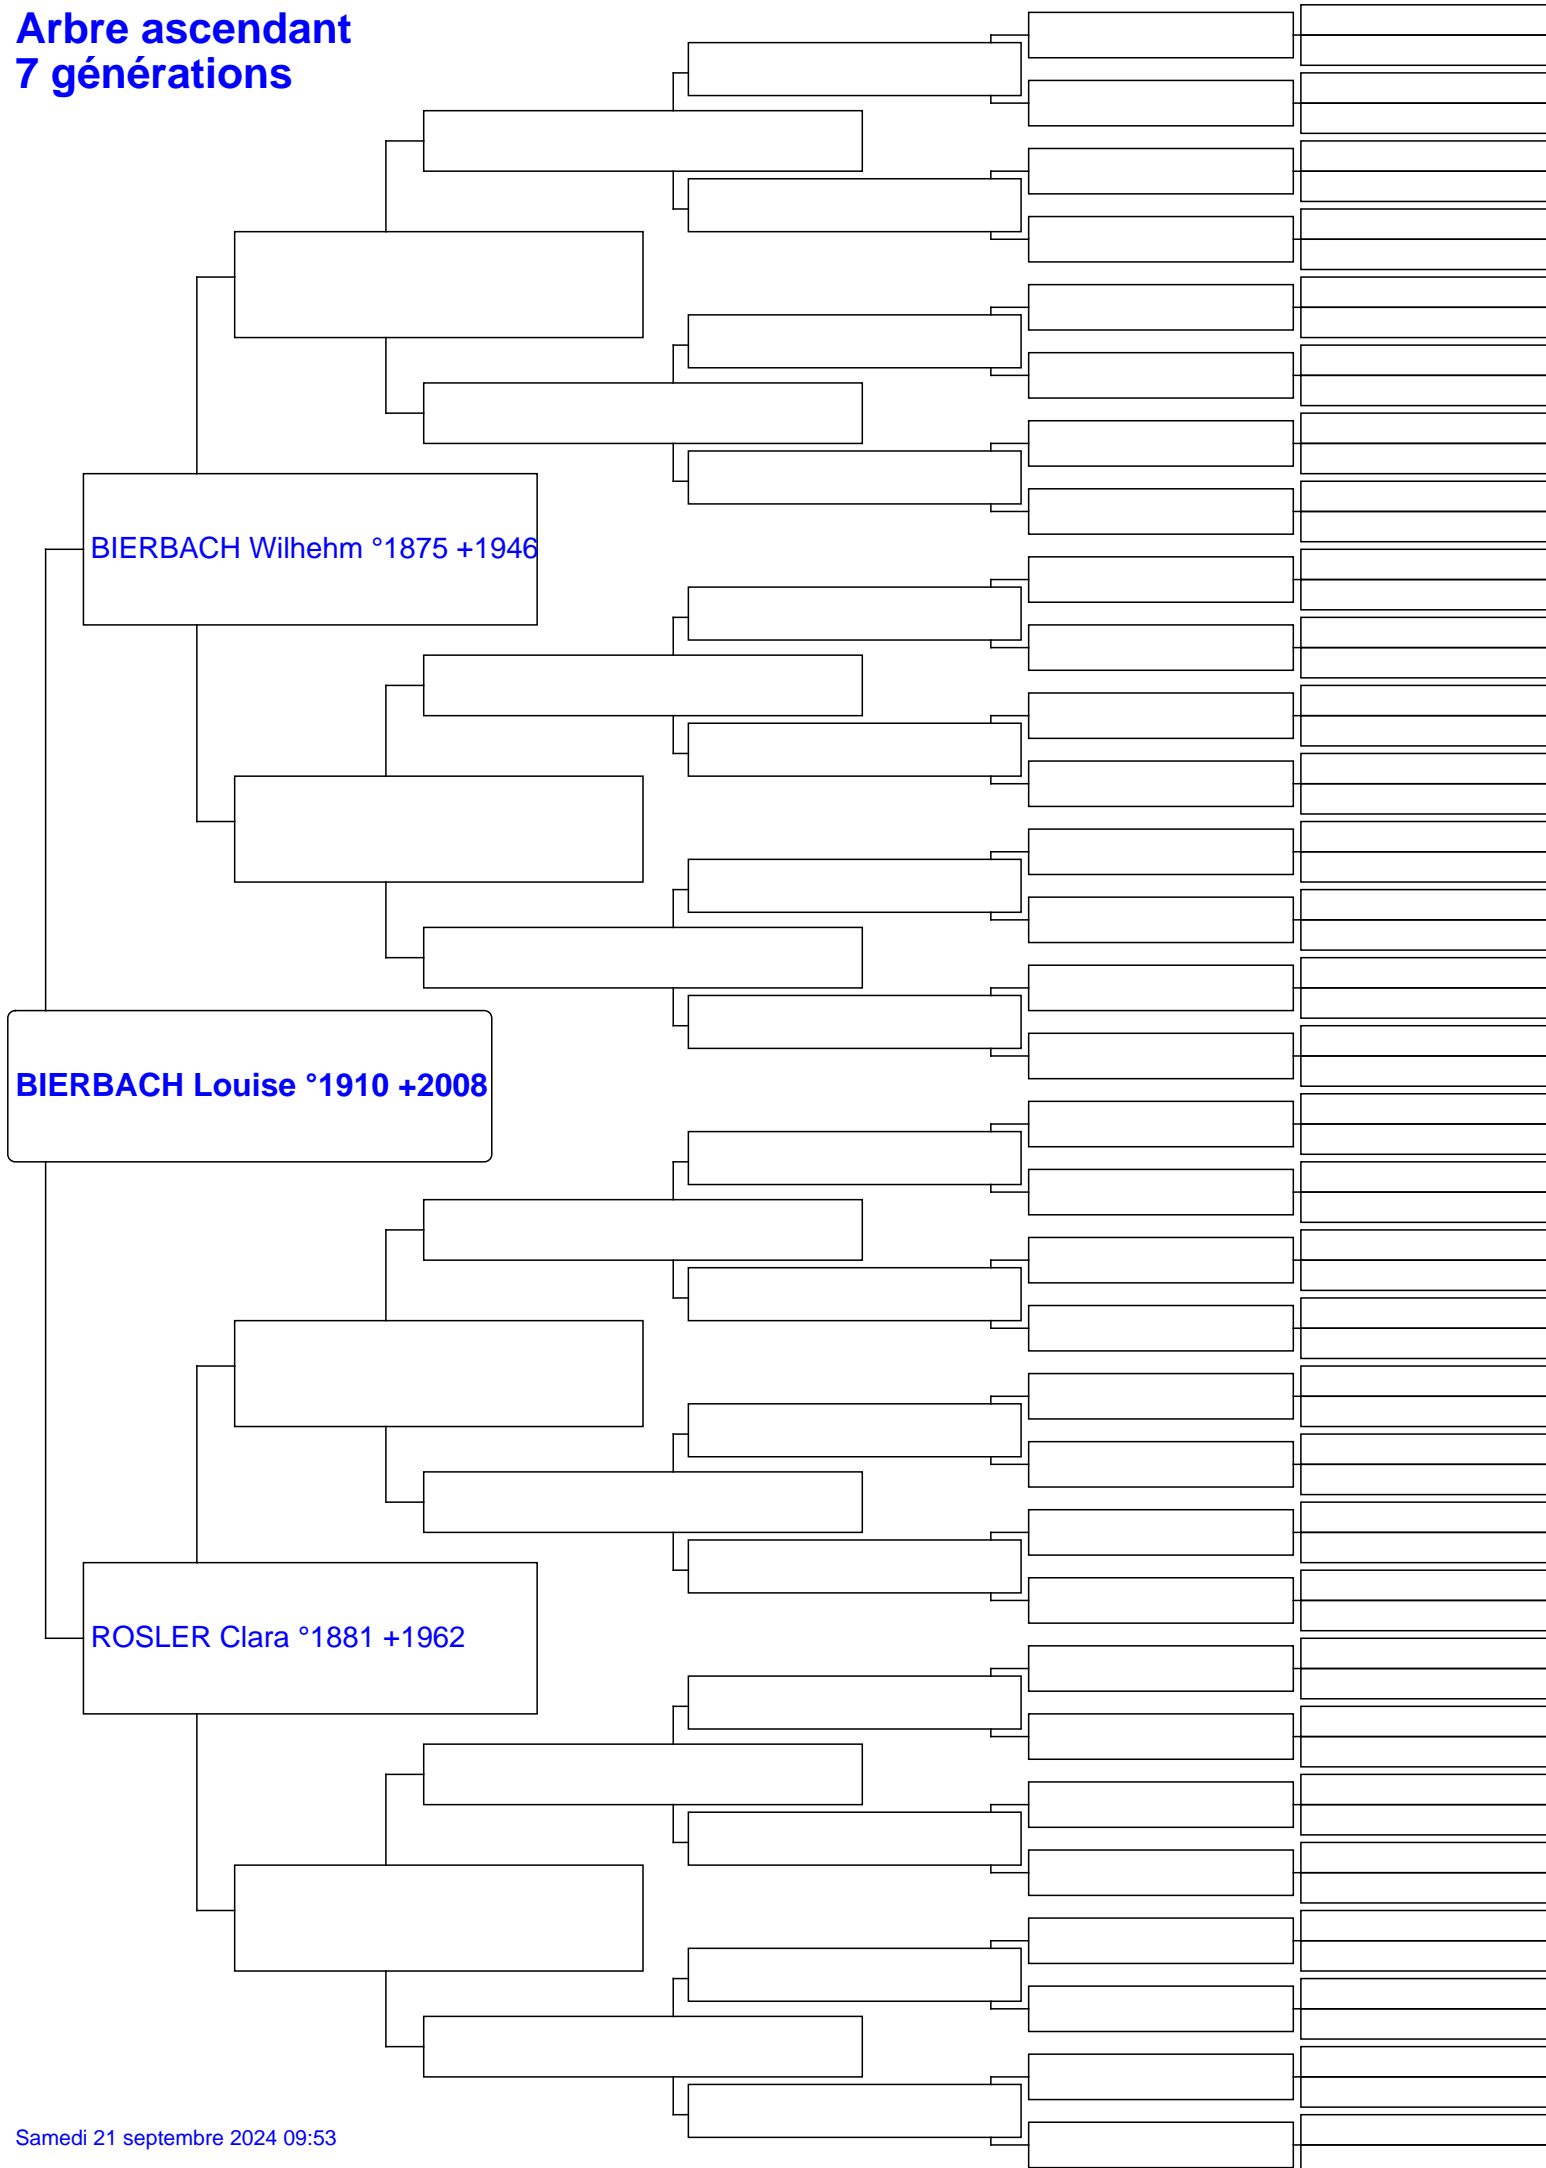 Arbre ascendant
7 générations
BIERBACH Wilhehm °1875 +1946
BIERBACH Louise °1910 +2008
ROSLER Clara °1881 +1962
Samedi 21 septembre 2024 09:53